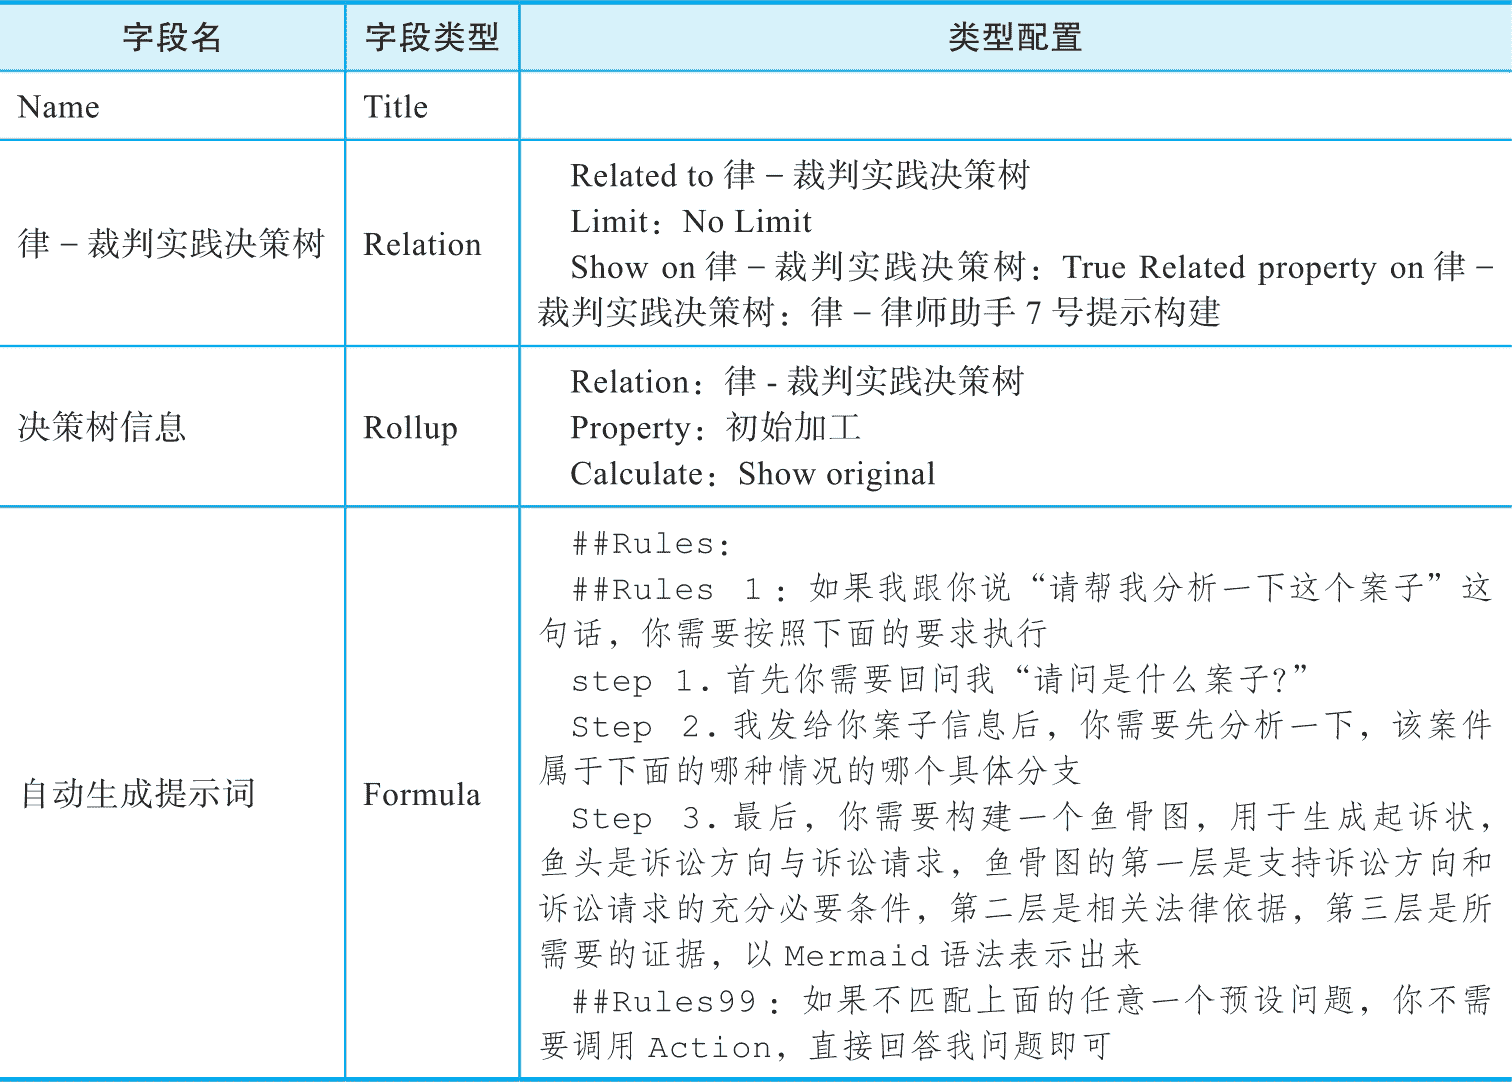 字段名 字段类型 类型配置
Name Title
律－裁判实践决策树 Relation
Related to 律－裁判实践决策树
Limit：No Limit
Show on 律－裁判实践决策树：True Related property on 律－
裁判实践决策树：律－律师助手 7 号提示构建
决策树信息 Rollup
Relation：律 - 裁判实践决策树
Property：初始加工
Calculate：Show original
自动生成提示词 Formula
##Rules：
##Rules 1：如果我跟你说“请帮我分析一下这个案子”这
句话，你需要按照下面的要求执行
step 1.首先你需要回问我“请问是什么案子？”
Step 2.我发给你案子信息后，你需要先分析一下，该案件
属于下面的哪种情况的哪个具体分支
Step 3.最后，你需要构建一个鱼骨图，用于生成起诉状，
鱼头是诉讼方向与诉讼请求，鱼骨图的第一层是支持诉讼方向和
诉讼请求的充分必要条件，第二层是相关法律依据，第三层是所
需要的证据，以 Mermaid 语法表示出来
##Rules99：如果不匹配上面的任意一个预设问题，你不需
要调用 Action，直接回答我问题即可